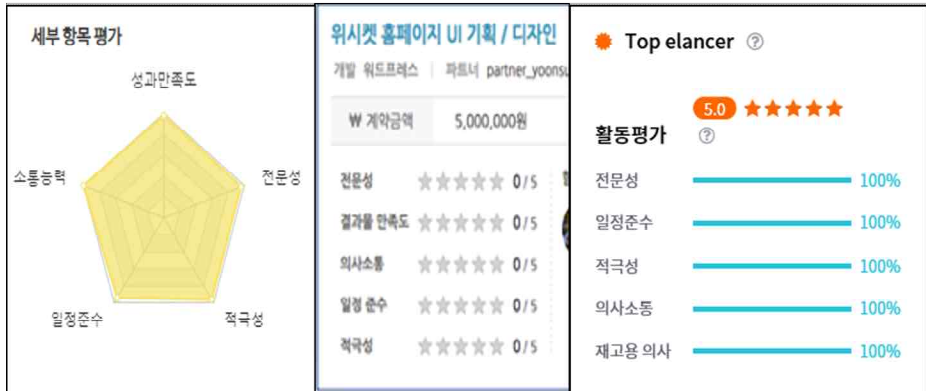 세부 항목 평가
성과만족도
소통능력
전문성
일정준수
적극성
위시켓 홈페이지 UI 기획 / 디자인
개발 워드프레스 | 파트너 partner_yoonsu
₩ 계약금액 5,000,000원
전문성 0 / 5
결과물 만족도 0 / 5
의사소통 0 / 5
일정 준수 0 / 5
적극성 0 / 5
Top elancer ?
5.0
활동평가 ?
전문성 100%
일정준수 100%
적극성 100%
의사소통 100%
재고용 의사 100%